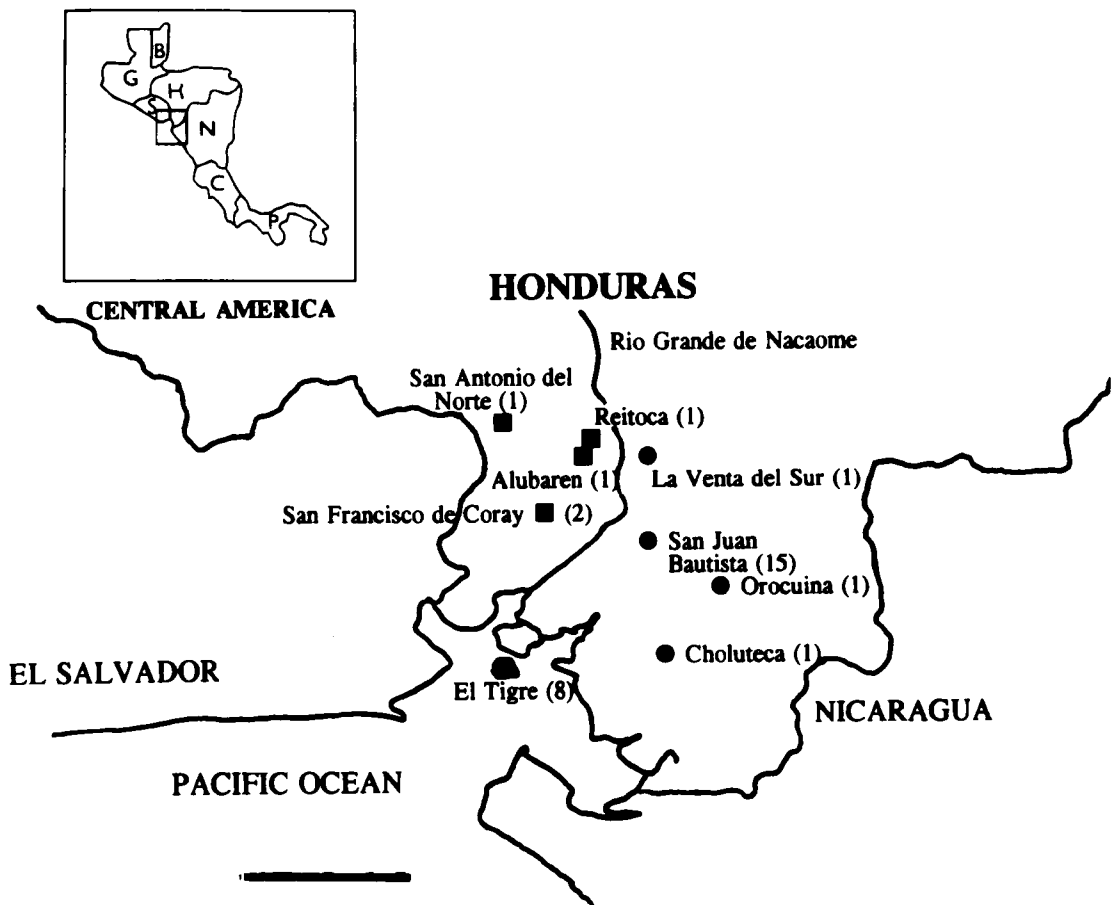 B
G
H
S
N
C
P
CENTRAL AMERICA
HONDURAS
Rio Grande de Nacaome
San Antonio del
Norte (1)
Reitoca (1)
Alubaren (1)
La Venta del Sur (1)
San Francisco de Coray (2)
San Juan
Bautista (15)
Orocuina (1)
Choluteca (1)
EL SALVADOR
El Tigre (8)
NICARAGUA
PACIFIC OCEAN